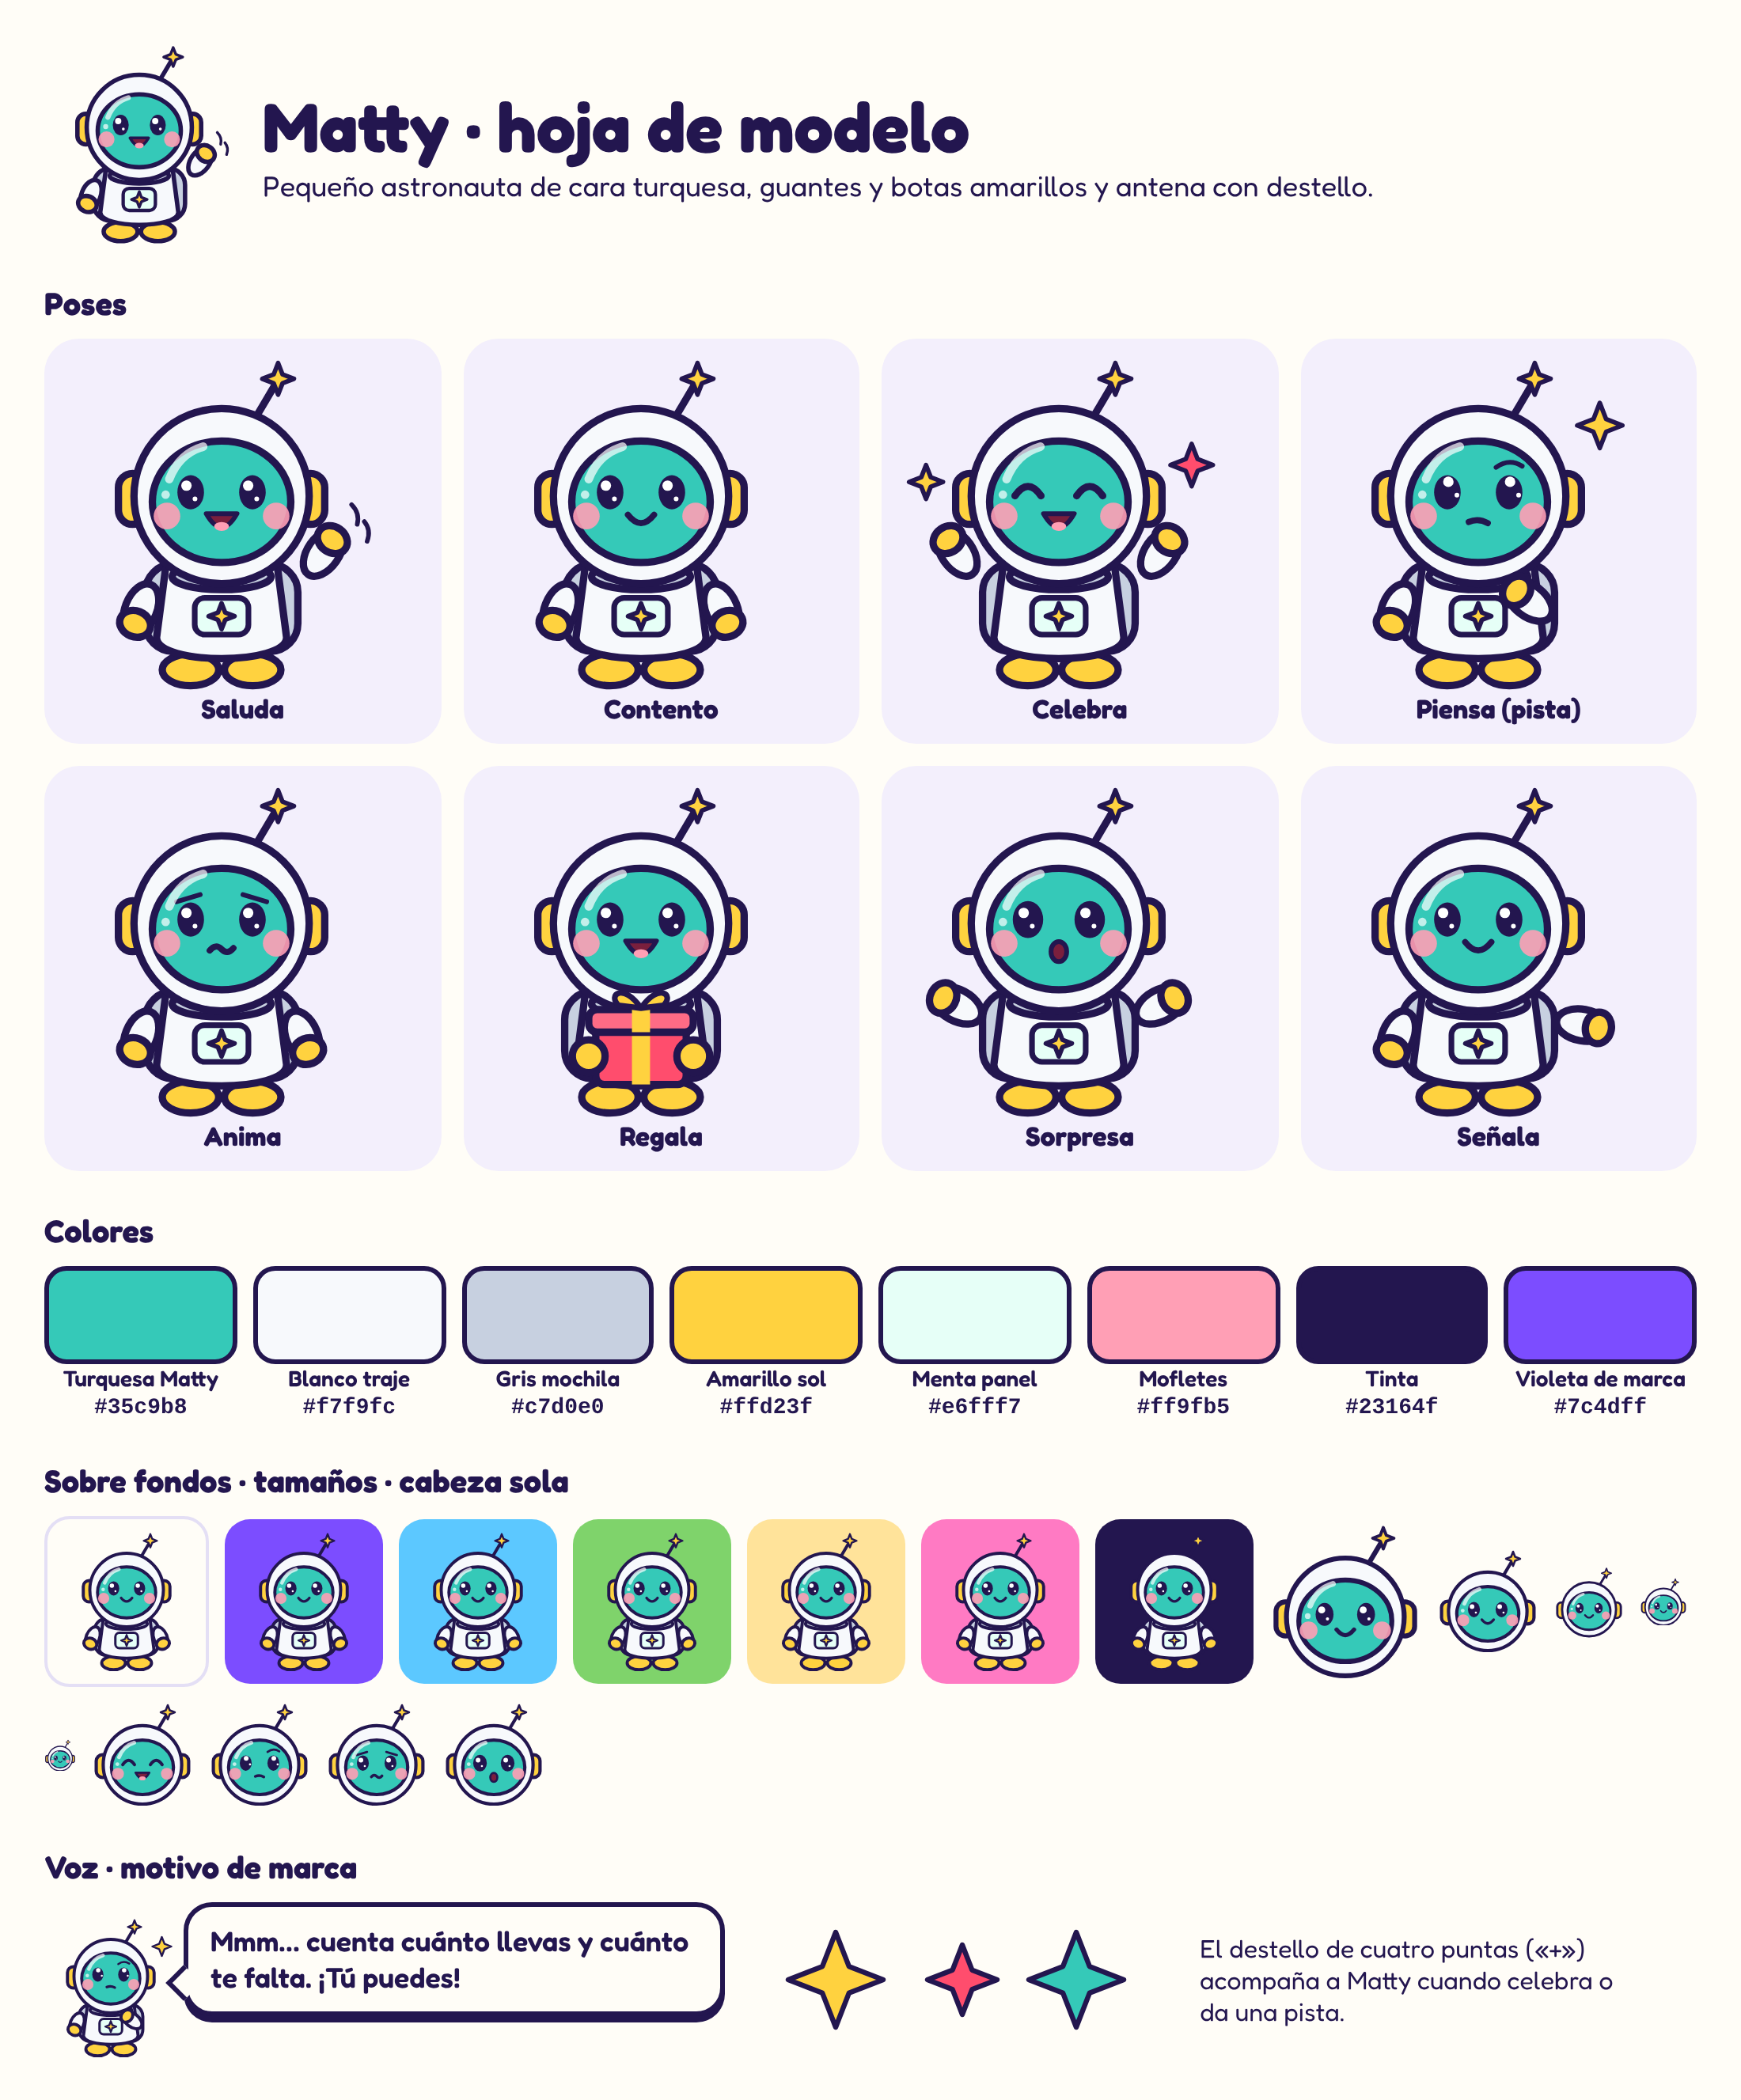 Matty · hoja de modelo
Pequeño astronauta de cara turquesa, guantes y botas amarillos y antena con destello.
Poses
Saluda
Contento
Celebra
Piensa (pista)
Anima
Regala
Sorpresa
Señala
Colores
Turquesa Matty
#35c9b8
Blanco traje
#f7f9fc
Gris mochila
#c7d0e0
Amarillo sol
#ffd23f
Menta panel
#e6fff7
Mofletes
#ff9fb5
Tinta
#23164f
Violeta de marca
#7c4dff
Sobre fondos · tamaños · cabeza sola
Voz · motivo de marca
Mmm... cuenta cuánto llevas y cuánto
te falta. ¡Tú puedes!
El destello de cuatro puntas («+»)
acompaña a Matty cuando celebra o
da una pista.